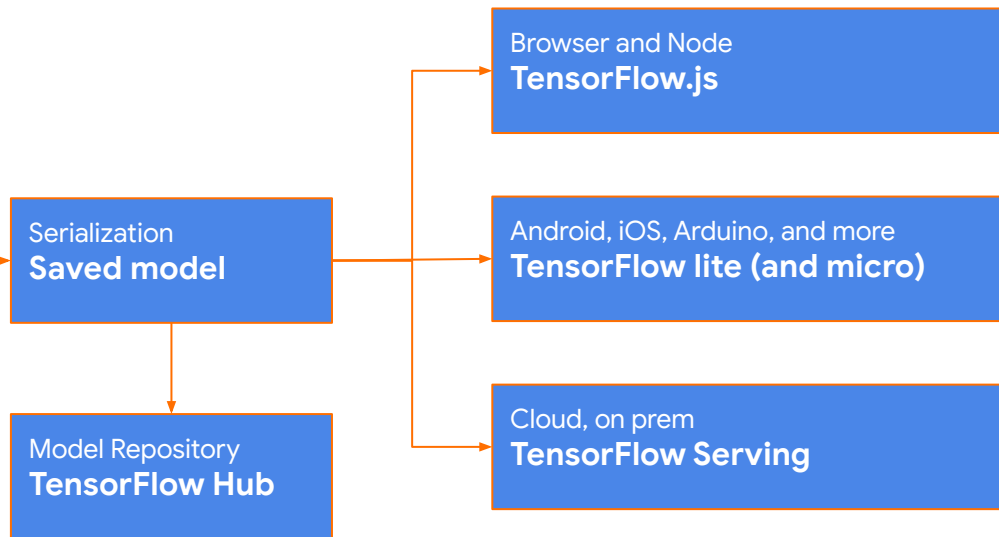 Browser and Node
TensorFlow.js
Serialization
Saved model
Android, iOS, Arduino, and more
TensorFlow lite (and micro)
Model Repository
TensorFlow Hub
Cloud, on prem
TensorFlow Serving